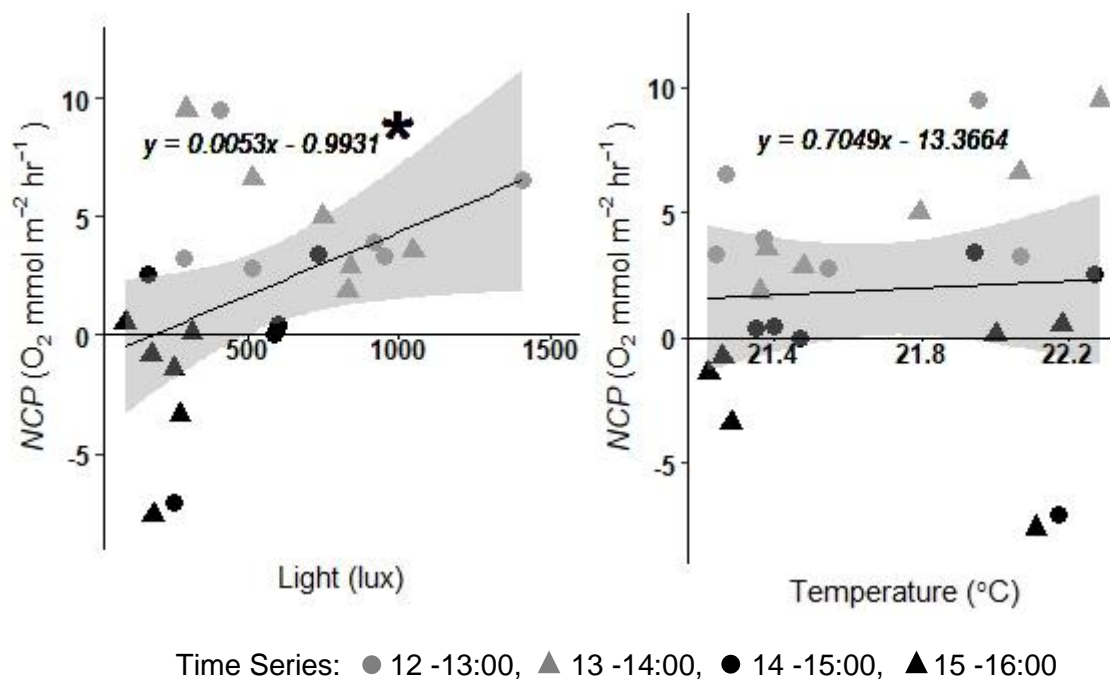 NCP (O₂ mmol m⁻² hr⁻¹)
10
5
0
-5
500
1000
1500
y = 0.0053x - 0.9931
*
Light (lux)
NCP (O₂ mmol m⁻² hr⁻¹)
10
5
0
-5
21.4
21.8
22.2
y = 0.7049x - 13.3664
Temperature (°C)
Time Series: 12 -13:00, 13 -14:00, 14 -15:00, 15 -16:00